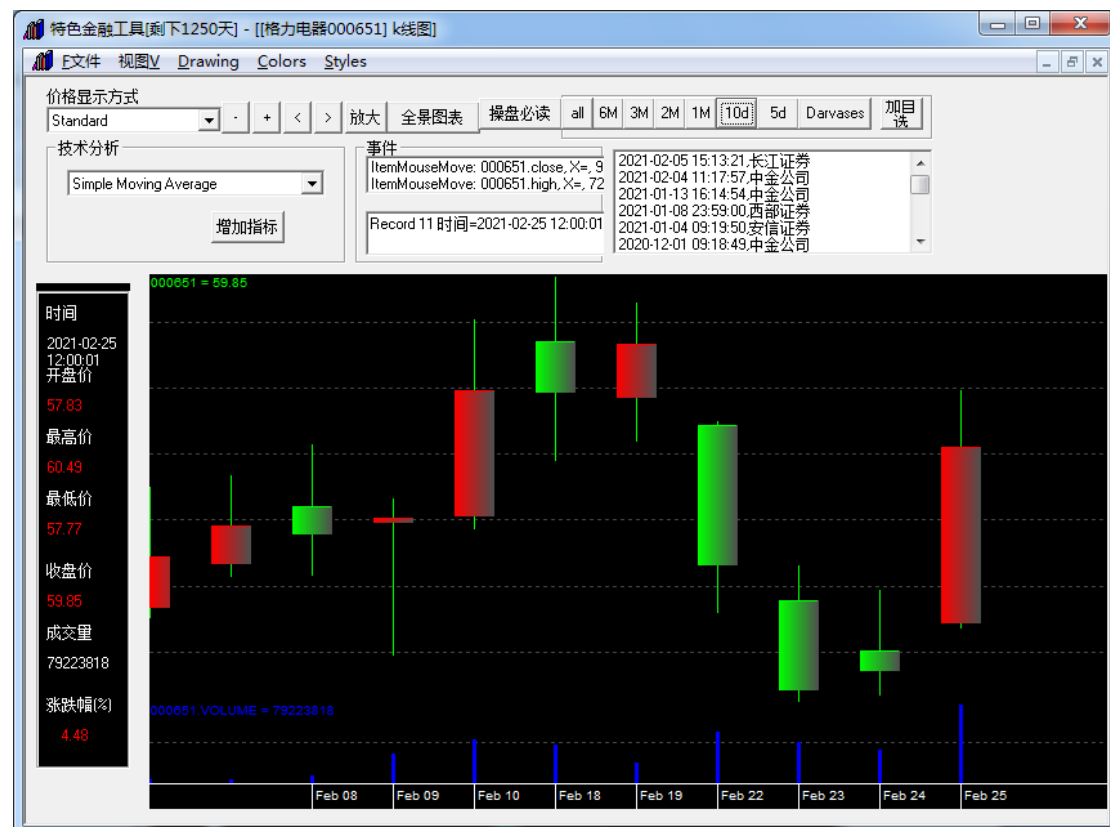 特色金融工具[剩下1250天] - [[格力电器000651] k线图]
F文件 视图V Drawing Colors Styles
价格显示方式
Standard - + < > 放大 全景图表 操盘必读 all 6M 3M 2M 1M 10d 5d Darvases 加自选
技术分析
Simple Moving Average
增加指标
事件
ItemMouseMove: 000651.close, X=, 9
ItemMouseMove: 000651.high, X=, 72
Record 11 时间=2021-02-25 12:00:01
2021-02-05 15:13:21,长江证券
2021-02-04 11:17:57,中金公司
2021-01-13 16:14:54,中金公司
2021-01-08 23:59:00,西部证券
2021-01-04 09:19:50,安信证券
2020-12-01 09:18:49,中金公司
000651 = 59.85
时间
2021-02-25
12:00:01
开盘价
57.83
最高价
60.49
最低价
57.77
收盘价
59.85
成交量
79223818
涨跌幅(%)
4.48
000651.VOLUME = 79223818
Feb 08 Feb 09 Feb 10 Feb 18 Feb 19 Feb 22 Feb 23 Feb 24 Feb 25